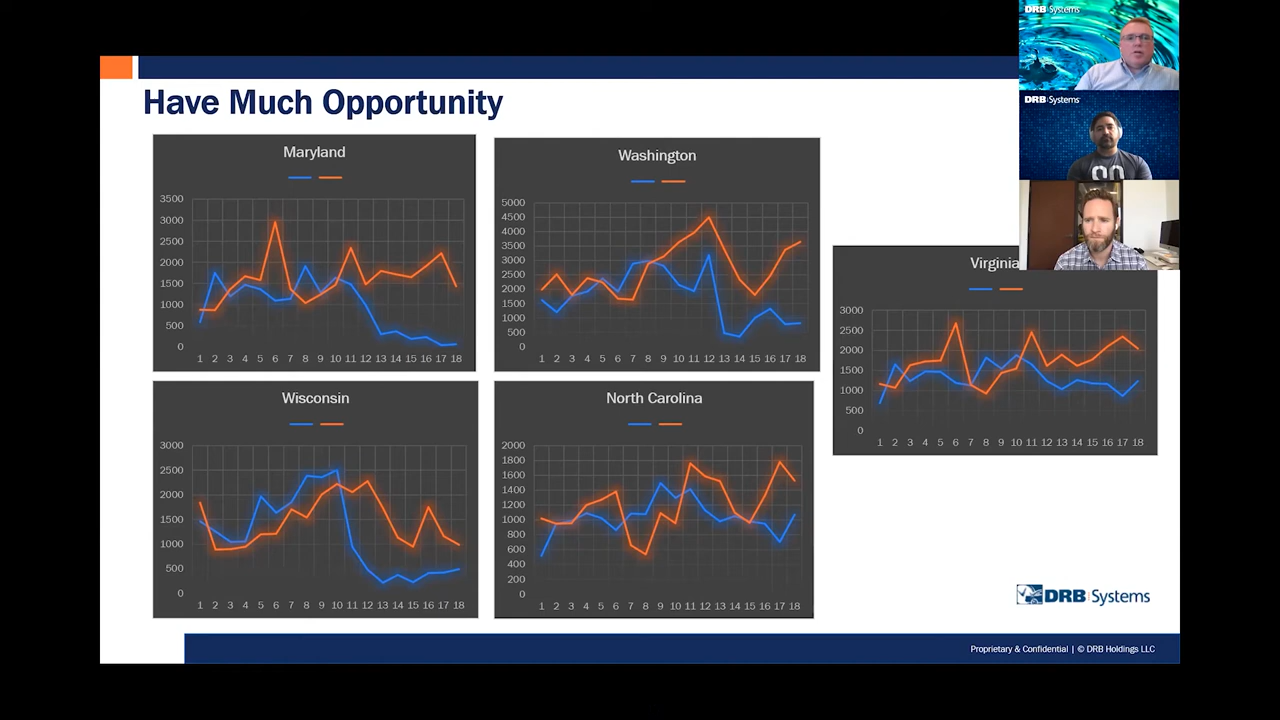 DRB Systems
DRB Systems
Have Much Opportunity
Maryland
3500
3000
2500
2000
1500
1000
500
0
1 2 3 4 5 6 7 8 9 10 11 12 13 14 15 16 17 18
Washington
5000
4500
4000
3500
3000
2500
2000
1500
1000
500
0
1 2 3 4 5 6 7 8 9 10 11 12 13 14 15 16 17 18
Virginia
3000
2500
2000
1500
1000
500
0
1 2 3 4 5 6 7 8 9 10 11 12 13 14 15 16 17 18
Wisconsin
3000
2500
2000
1500
1000
500
0
1 2 3 4 5 6 7 8 9 10 11 12 13 14 15 16 17 18
North Carolina
2000
1800
1600
1400
1200
1000
800
600
400
200
0
1 2 3 4 5 6 7 8 9 10 11 12 13 14 15 16 17 18
DRB Systems
Proprietary & Confidential | © DRB Holdings LLC